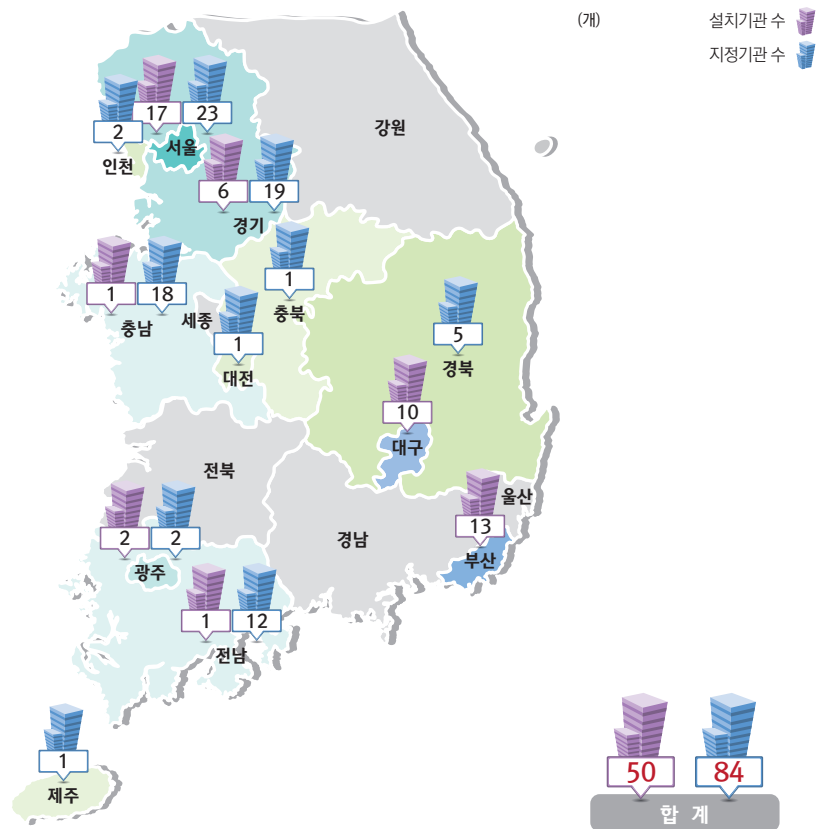 (개)
설치기관 수
지정기관 수
17 23
2
인천
서울
강원
6 19
경기
1 18
충남
1
충북
세종
1
대전
5
경북
10
대구
전북
울산
13
부산
경남
2 2
광주
1 12
전남
1
제주
50 84
합 계